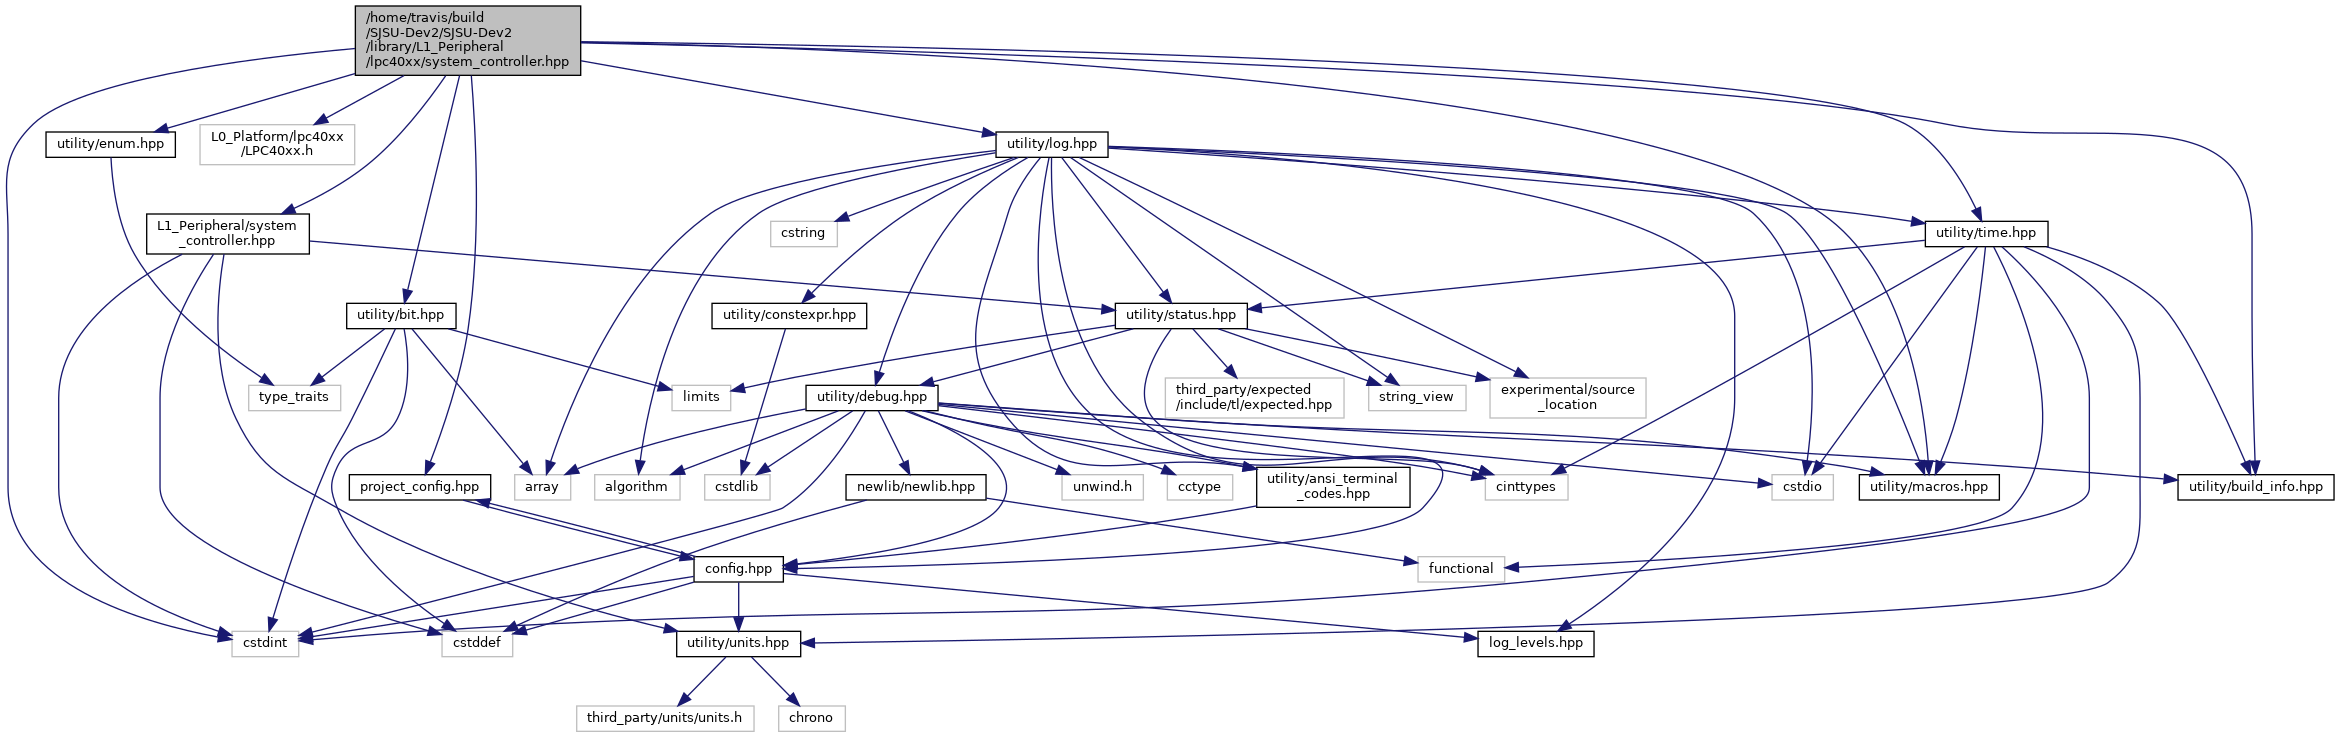 /home/travis/build
/SJSU-Dev2/SJSU-Dev2
/library/L1_Peripheral
/lpc40xx/system_controller.hpp
utility/enum.hpp
L0_Platform/lpc40xx
/LPC40xx.h
utility/log.hpp
L1_Peripheral/system
_controller.hpp
cstring
utility/time.hpp
utility/bit.hpp
utility/constexpr.hpp
utility/status.hpp
type_traits
limits
utility/debug.hpp
third_party/expected
/include/tl/expected.hpp
string_view
experimental/source
_location
project_config.hpp
array
algorithm
cstdlib
newlib/newlib.hpp
unwind.h
cctype
utility/ansi_terminal
_codes.hpp
cinttypes
cstdio
utility/macros.hpp
utility/build_info.hpp
config.hpp
functional
cstdint
cstddef
utility/units.hpp
log_levels.hpp
third_party/units/units.h
chrono